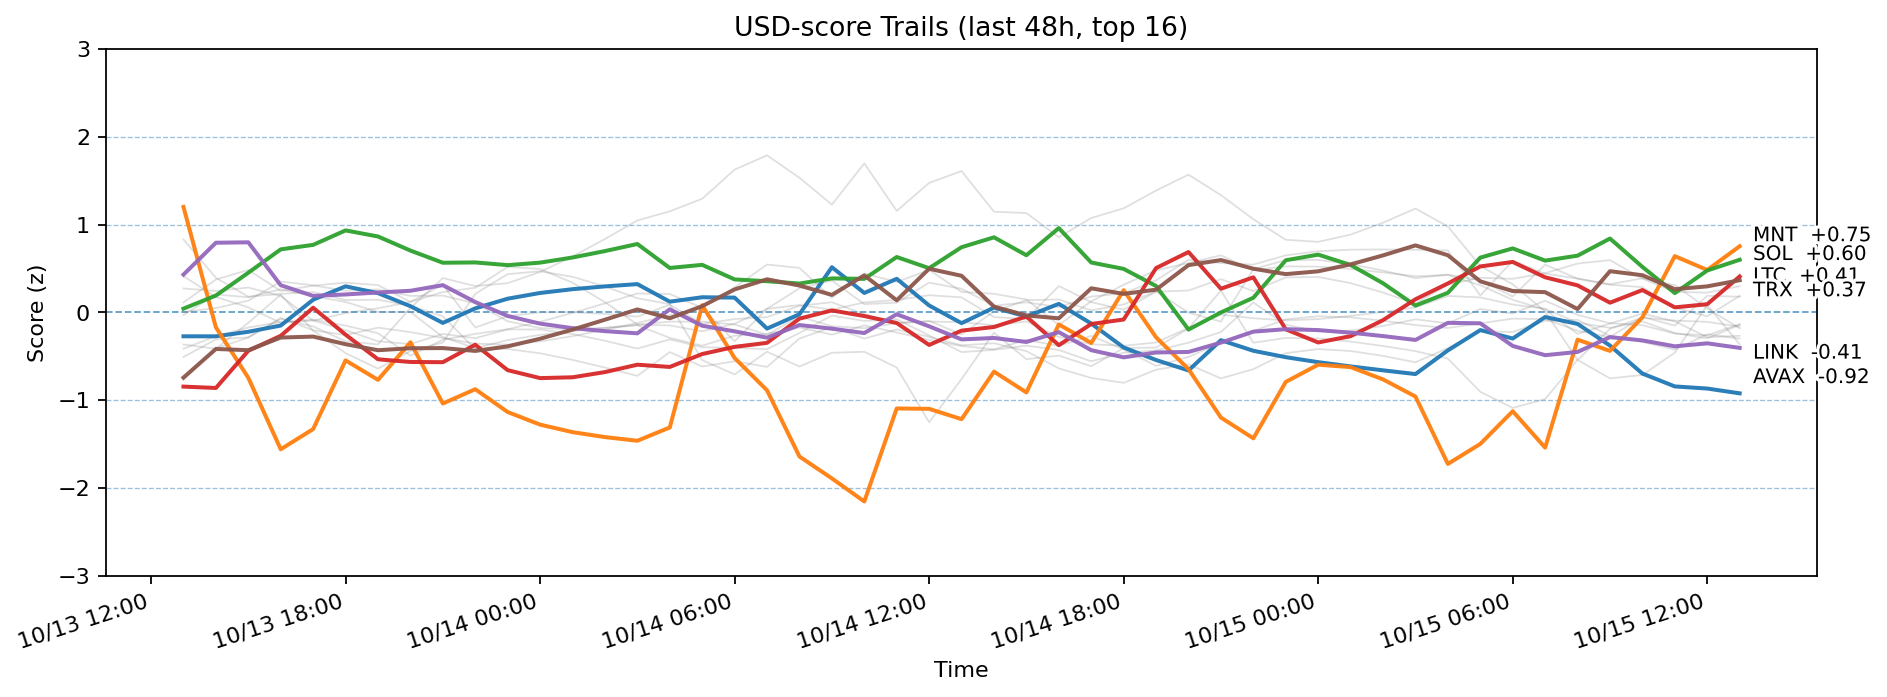 USD-score Trails (last 48h, top 16)
Score (z)
3
2
1
0
−1
−2
−3
MNT +0.75
SOL +0.60
LTC +0.41
TRX +0.37
LINK -0.41
AVAX -0.92
10/13 12:00
10/13 18:00
10/14 00:00
10/14 06:00
10/14 12:00
10/14 18:00
10/15 00:00
10/15 06:00
10/15 12:00
Time